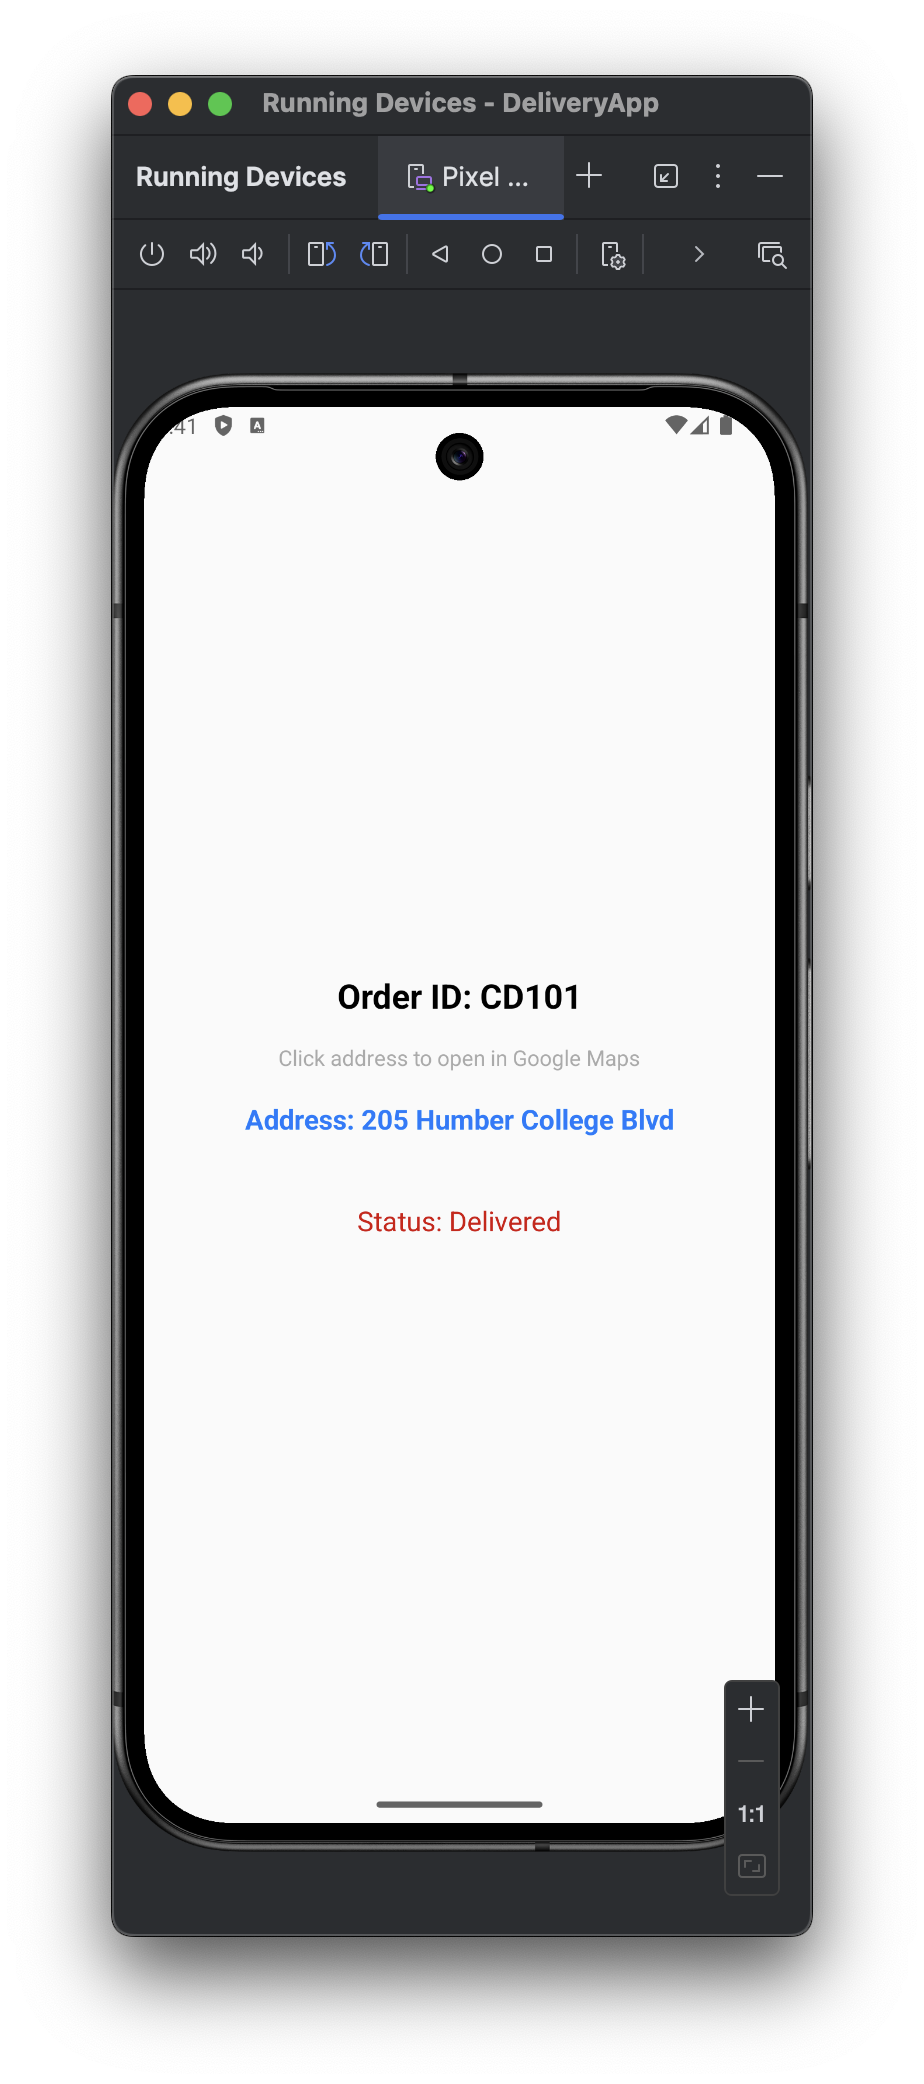 Running Devices - DeliveryApp
Running Devices
Pixel ...
:41
A
Order ID: CD101
Click address to open in Google Maps
Address: 205 Humber College Blvd
Status: Delivered
1:1